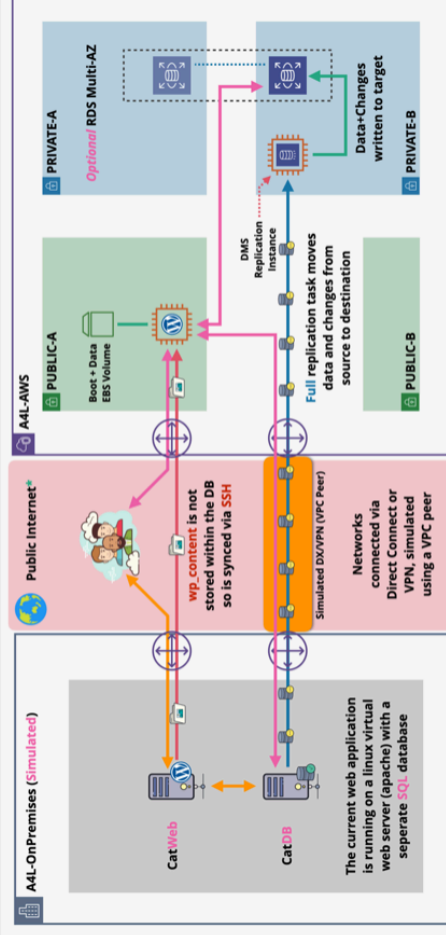 A4L-OnPremises (Simulated)
CatWeb
CatDB
The current web application
is running on a linux virtual
web server (apache) with a
seperate SQL database
Public Internet*
wp_content is not
stored within the DB
so is synced via SSH
Simulated DX/VPN (VPC Peer)
Networks
connected via
Direct Connect or
VPN, simulated
using a VPC peer
A4L-AWS
PUBLIC-A
Boot + Data
EBS Volume
DMS
Replication
Instance
Full replication task moves
data and changes from
source to destination
PUBLIC-B
PRIVATE-A
Optional RDS Multi-AZ
Data+Changes
written to target
PRIVATE-B